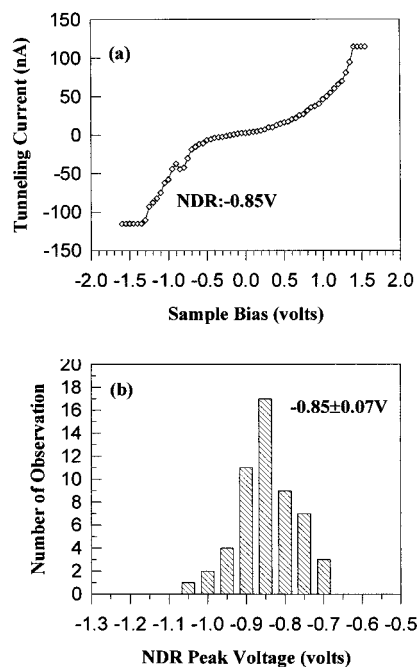 150
(a)
100
50
0
-50
-100
-150
Tunneling Current (nA)
NDR:-0.85V
-2.0 -1.5 -1.0 -0.5 0.0 0.5 1.0 1.5 2.0
Sample Bias (volts)
20
(b)
-0.85±0.07V
18
16
14
12
10
8
6
4
2
0
Number of Observation
-1.3 -1.1 -0.9 -0.7 -0.5
-1.2 -1.0 -0.8 -0.6
NDR Peak Voltage (volts)